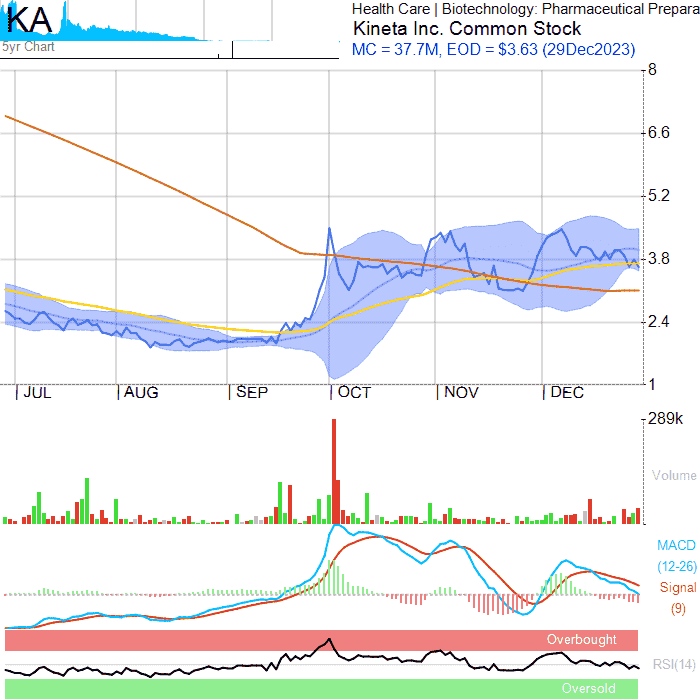 KA
Health Care | Biotechnology: Pharmaceutical Prepara
Kineta Inc. Common Stock
5yr Chart
MC = 37.7M, EOD = $3.63 (29Dec2023)
8
6.6
5.2
3.8
2.4
1
JUL AUG SEP OCT NOV DEC
289k
Volume
MACD
(12-26)
Signal
(9)
Overbought
RSI(14)
Oversold